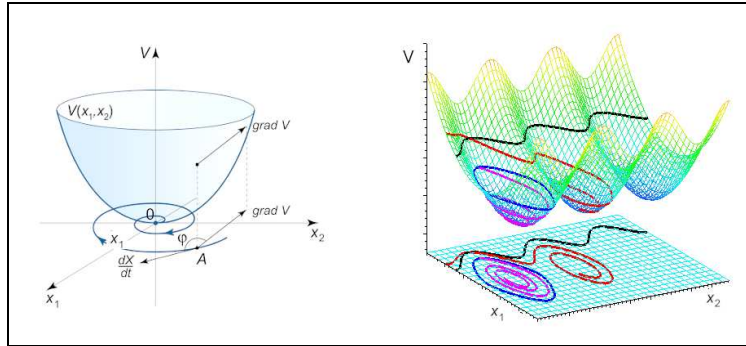 V
V(x₁,x₂)
grad V
0
grad V
x₁
φ
x₂
A
dX
dt
x₁
V
x₁
x₂